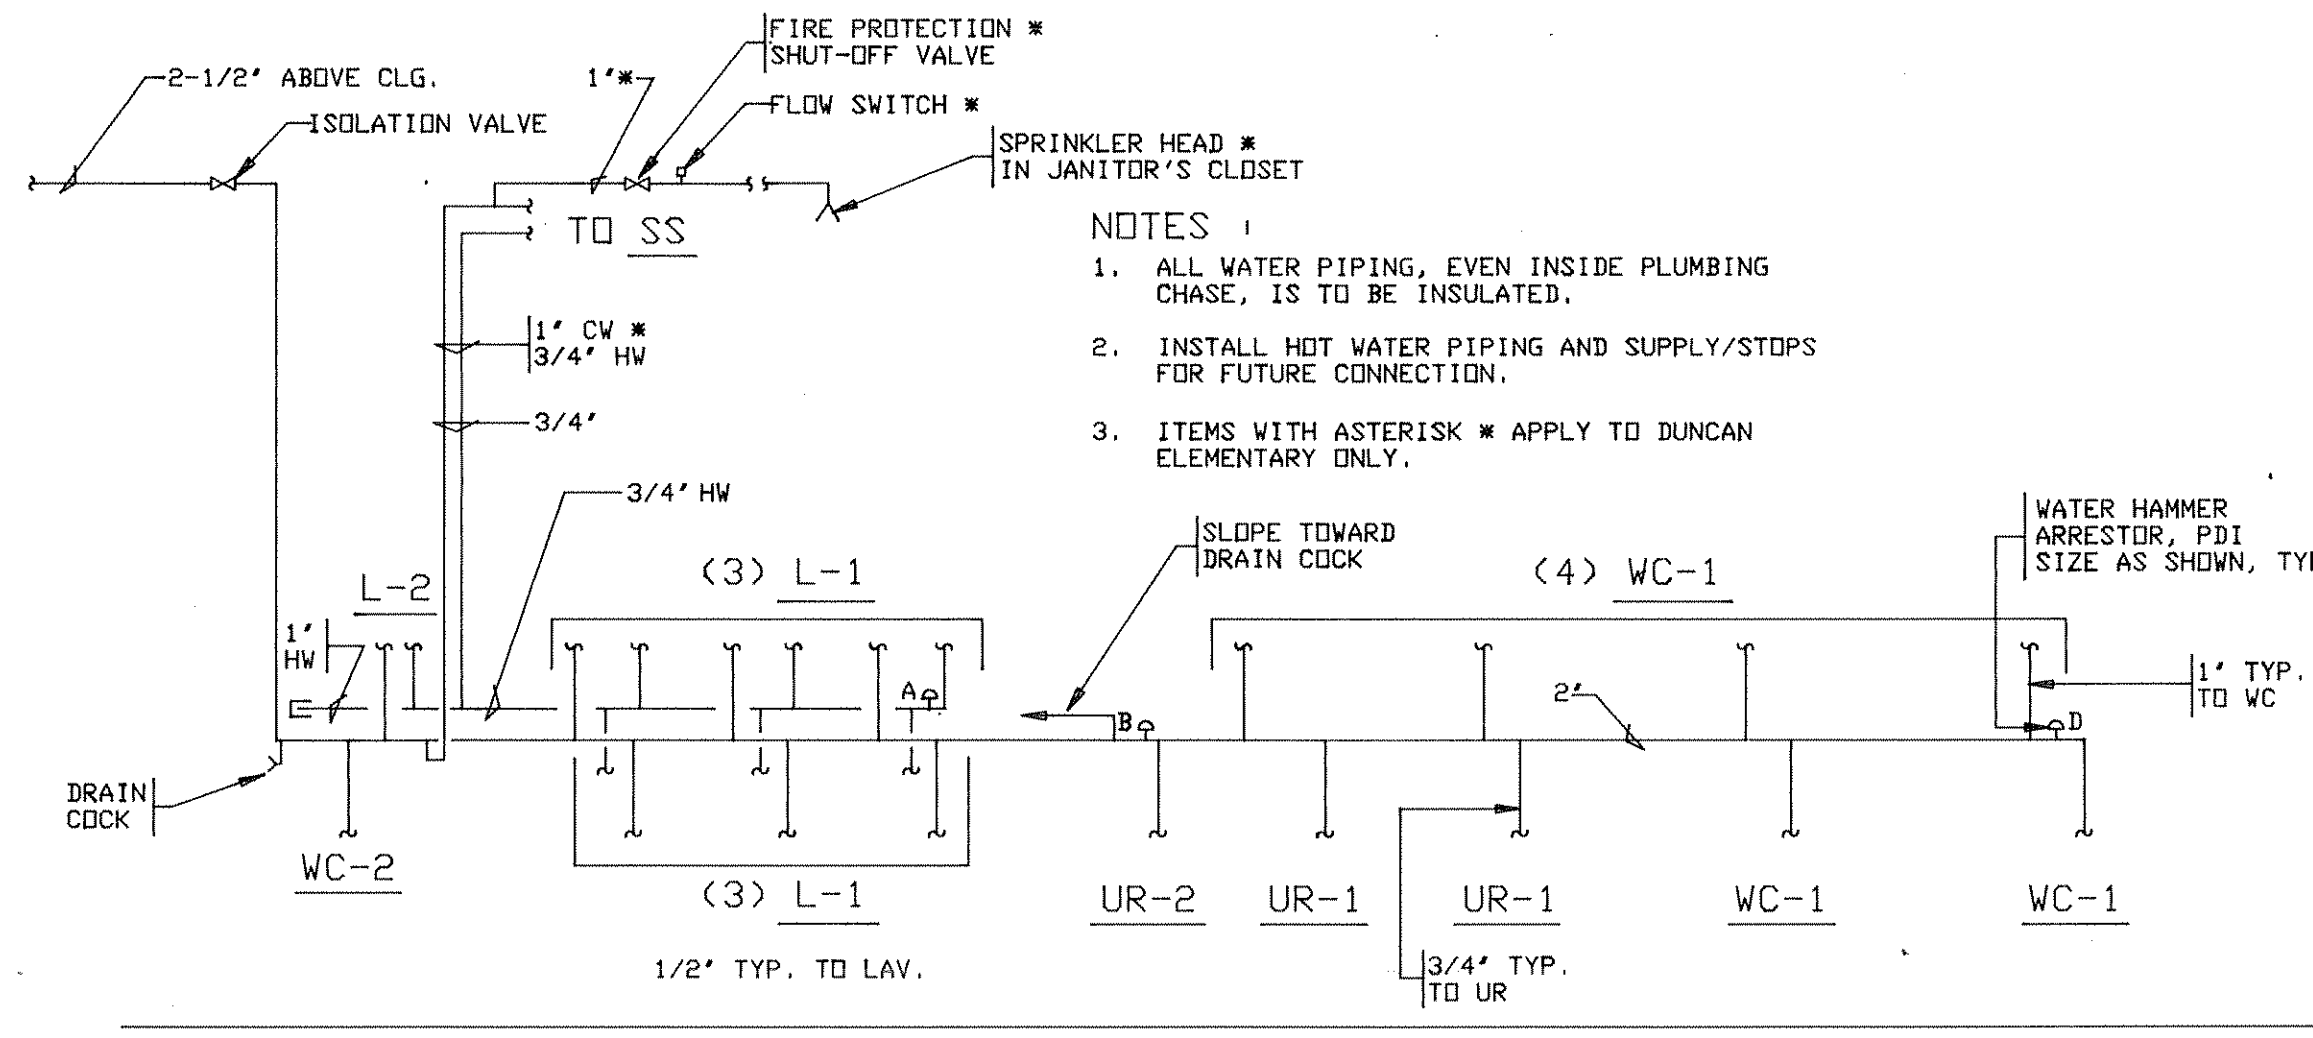 FIRE PROTECTION *
SHUT-OFF VALVE
2-1/2" ABOVE CLG.
1"*
FLOW SWITCH *
ISOLATION VALVE
SPRINKLER HEAD *
IN JANITOR'S CLOSET
TO SS
NOTES :
1. ALL WATER PIPING, EVEN INSIDE PLUMBING
CHASE, IS TO BE INSULATED.
1" CW *
3/4" HW
2. INSTALL HOT WATER PIPING AND SUPPLY/STOPS
FOR FUTURE CONNECTION.
3/4"
3. ITEMS WITH ASTERISK * APPLY TO DUNCAN
ELEMENTARY ONLY.
3/4" HW
SLOPE TOWARD
DRAIN COCK
WATER HAMMER
ARRESTOR, PDI
SIZE AS SHOWN, TYP
L-2
(3) L-1
(4) WC-1
1"
HW
A
2"
1" TYP.
TO WC
B
D
DRAIN
COCK
WC-2
(3) L-1
UR-2
UR-1
UR-1
WC-1
WC-1
1/2" TYP. TO LAV.
3/4" TYP.
TO UR